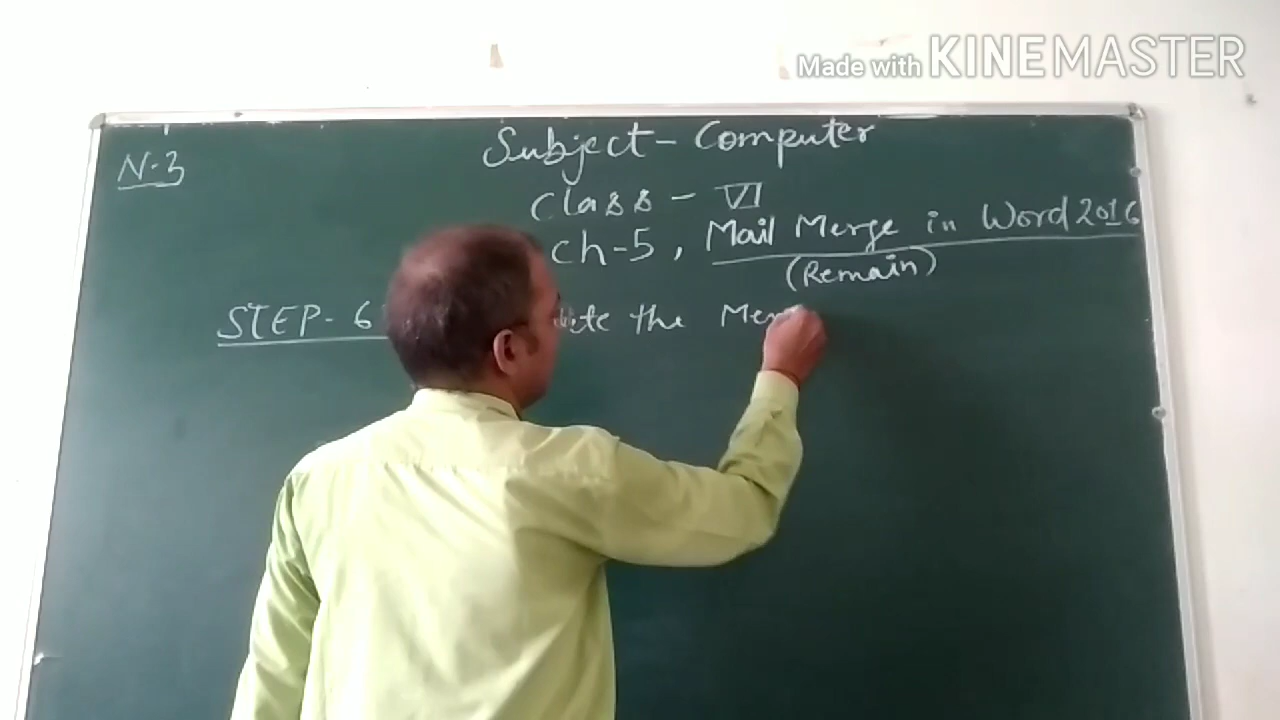 Made with KINEMASTER
N-3
Subject - Computer
Class - VI
Ch-5, Mail Merge in Word 2016
(Remain)
STEP-6 the